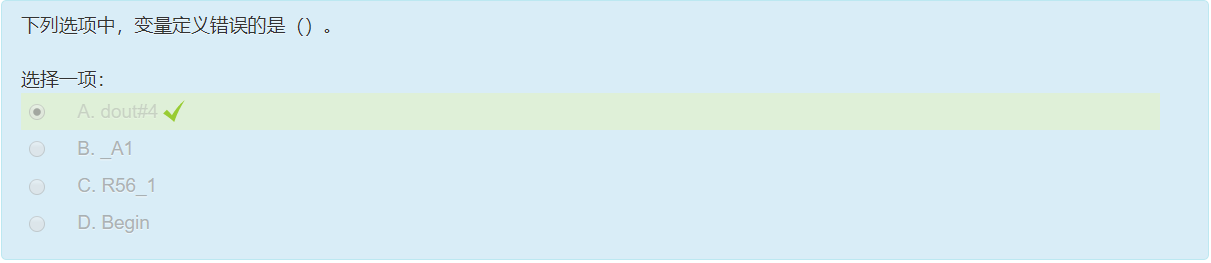 下列选项中，变量定义错误的是（）。
选择一项：
A. dout#4
B. _A1
C. R56_1
D. Begin